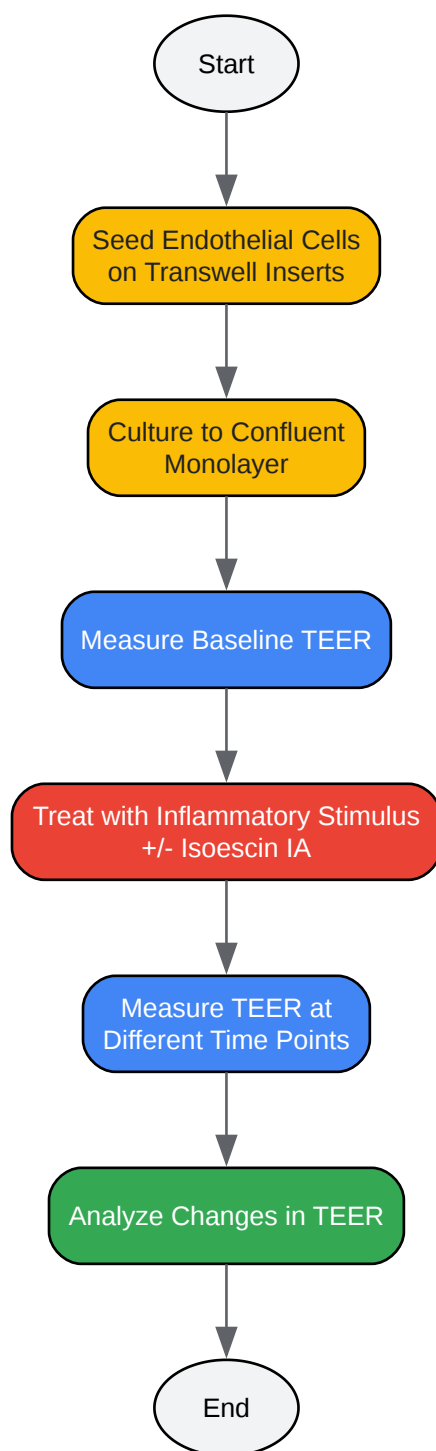 Start
Seed Endothelial Cells
on Transwell Inserts
Culture to Confluent
Monolayer
Measure Baseline TEER
Treat with Inflammatory Stimulus
+/- Isoescin IA
Measure TEER at
Different Time Points
Analyze Changes in TEER
End